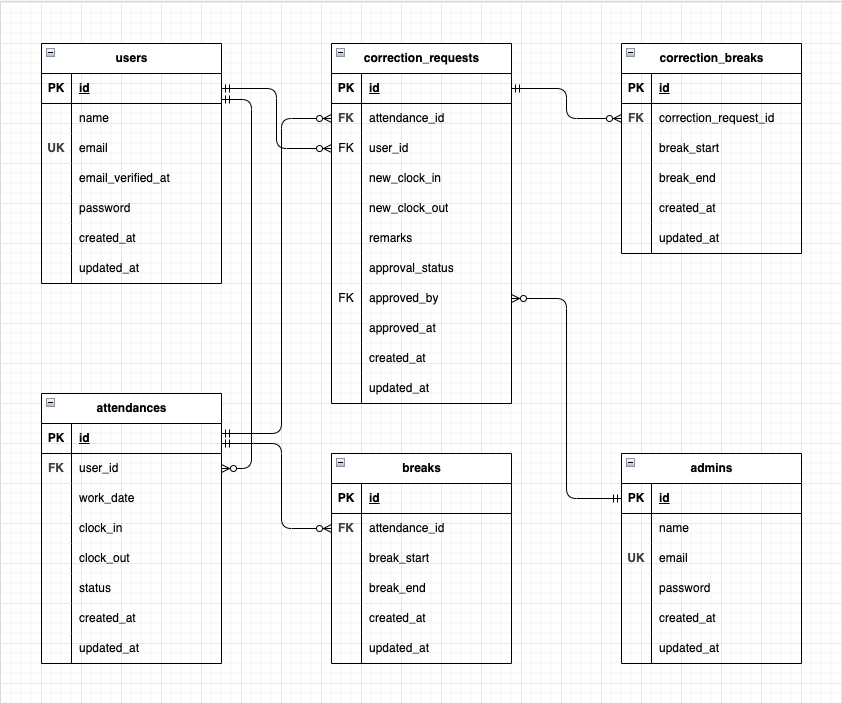 users
PK id
name
UK email
email_verified_at
password
created_at
updated_at
correction_requests
PK id
FK attendance_id
FK user_id
new_clock_in
new_clock_out
remarks
approval_status
FK approved_by
approved_at
created_at
updated_at
correction_breaks
PK id
FK correction_request_id
break_start
break_end
created_at
updated_at
attendances
PK id
FK user_id
work_date
clock_in
clock_out
status
created_at
updated_at
breaks
PK id
FK attendance_id
break_start
break_end
created_at
updated_at
admins
PK id
name
UK email
password
created_at
updated_at